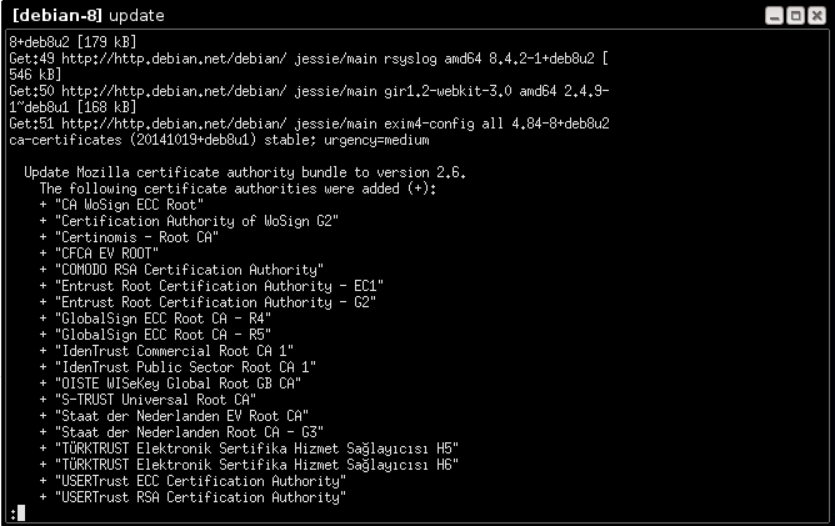 [debian-8] update
8+deb8u2 [179 kB]
Get:49 http://http.debian.net/debian/ jessie/main rsyslog amd64 8.4.2-1+deb8u2 [
546 kB]
Get:50 http://http.debian.net/debian/ jessie/main gir1.2-webkit-3.0 amd64 2.4.9-
1~deb8u1 [168 kB]
Get:51 http://http.debian.net/debian/ jessie/main exim4-config all 4.84-8+deb8u2
ca-certificates (20141019+deb8u1) stable; urgency=medium
Update Mozilla certificate authority bundle to version 2.6.
The following certificate authorities were added (+):
+ "CA WoSign ECC Root"
+ "Certification Authority of WoSign G2"
+ "Certinomis - Root CA"
+ "CFCA EV ROOT"
+ "COMODO RSA Certification Authority"
+ "Entrust Root Certification Authority - EC1"
+ "Entrust Root Certification Authority - G2"
+ "GlobalSign ECC Root CA - R4"
+ "GlobalSign ECC Root CA - R5"
+ "IdenTrust Commercial Root CA 1"
+ "IdenTrust Public Sector Root CA 1"
+ "OISTE WISeKey Global Root GB CA"
+ "S-TRUST Universal Root CA"
+ "Staat der Nederlanden EV Root CA"
+ "Staat der Nederlanden Root CA - G3"
+ "TÜRKTRUST Elektronik Sertifika Hizmet Sağlayıcısı H5"
+ "TÜRKTRUST Elektronik Sertifika Hizmet Sağlayıcısı H6"
+ "USERTrust ECC Certification Authority"
+ "USERTrust RSA Certification Authority"
: